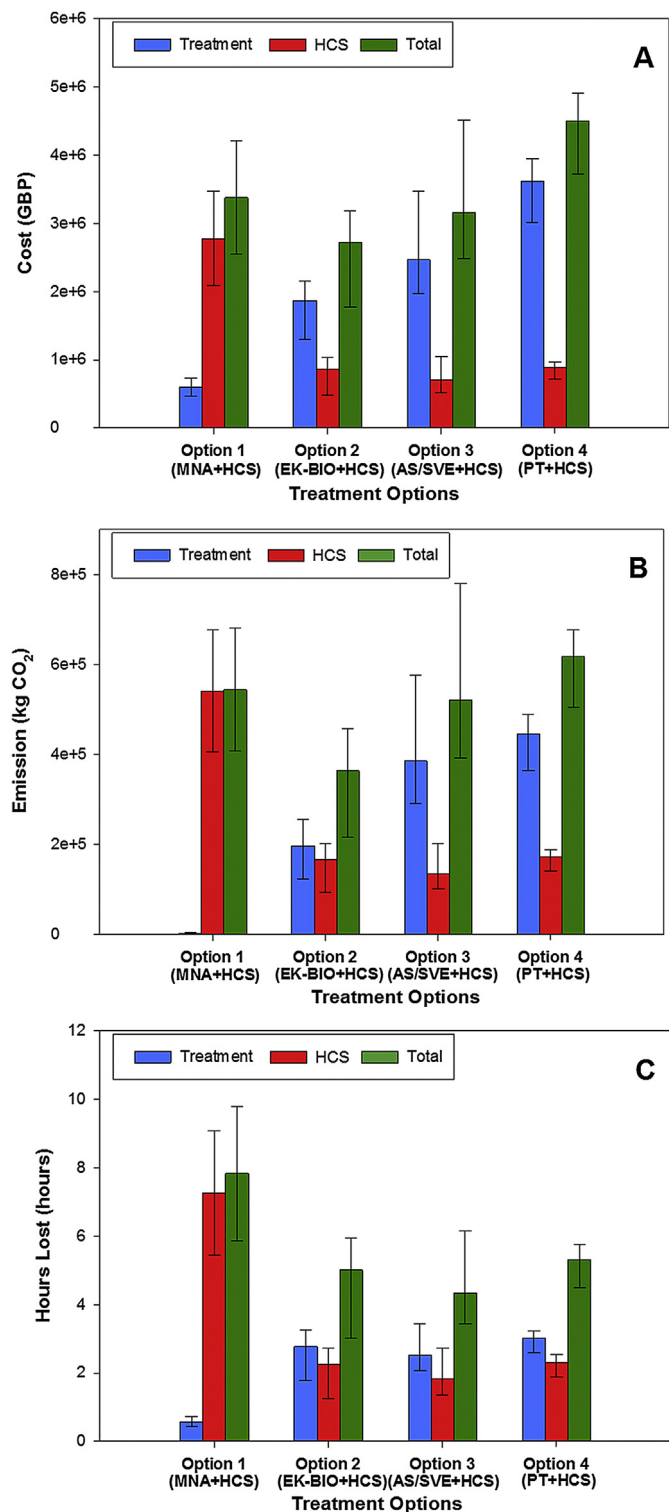 Treatment HCS Total
A
6e+6
5e+6
4e+6
3e+6
2e+6
1e+6
0
Cost (GBP)
Option 1 Option 2 Option 3 Option 4
(MNA+HCS) (EK-BIO+HCS) (AS/SVE+HCS) (PT+HCS)
Treatment Options
Treatment HCS Total
B
8e+5
6e+5
4e+5
2e+5
0
Emission (kg CO₂)
Option 1 Option 2 Option 3 Option 4
(MNA+HCS) (EK-BIO+HCS) (AS/SVE+HCS) (PT+HCS)
Treatment Options
Treatment HCS Total
C
12
10
8
6
4
2
0
Hours Lost (hours)
Option 1 Option 2 Option 3 Option 4
(MNA+HCS) (EK-BIO+HCS) (AS/SVE+HCS) (PT+HCS)
Treatment Options